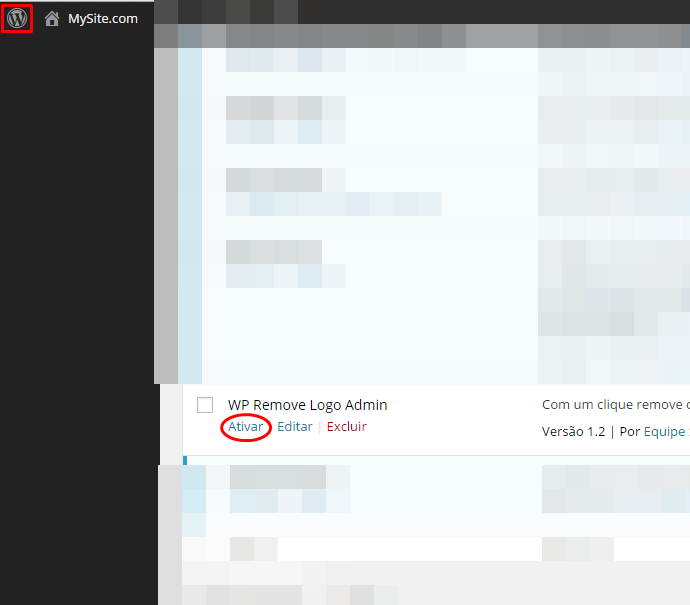 MySite.com
WP Remove Logo Admin
Ativar Editar | Excluir
Com um clique remove
Versão 1.2 | Por Equipe